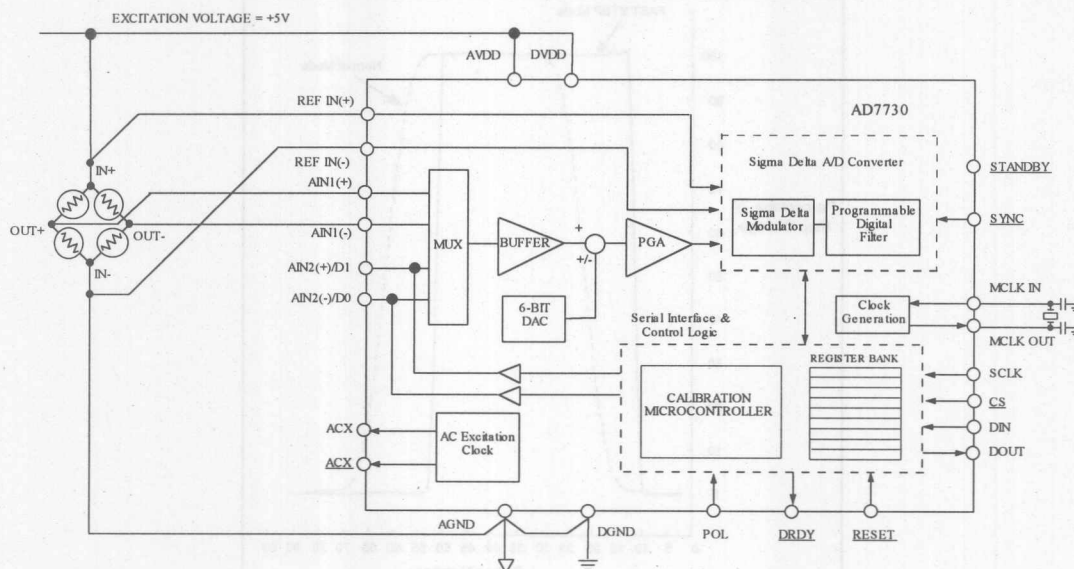 EXCITATION VOLTAGE = +5V
AVDD
DVDD
REF IN(+)
AD7730
IN+
REF IN(-)
Sigma Delta A/D Converter
STANDBY
AIN1(+)
OUT+
OUT-
AIN1(-)
MUX
BUFFER
+
+/-
PGA
Sigma Delta
Modulator
Programmable
Digital
Filter
SYNC
IN-
AIN2(+)/D1
AIN2(-)/D0
6-BIT
DAC
Serial Interface &
Control Logic
Clock
Generation
MCLK IN
MCLK OUT
REGISTER BANK
SCLK
CALIBRATION
MICROCONTROLLER
CS
DIN
DOUT
ACX
AC Excitation
Clock
ACX
AGND
DGND
POL
DRDY
RESET